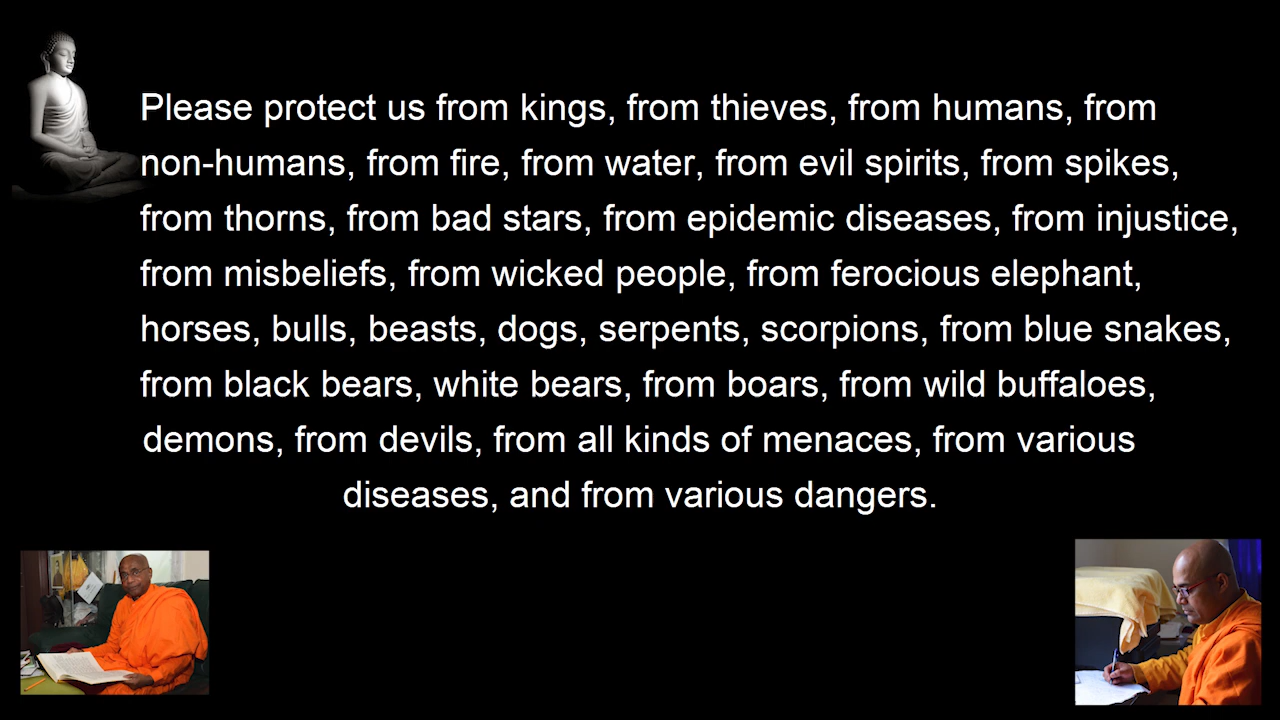 Please protect us from kings, from thieves, from humans, from
non-humans, from fire, from water, from evil spirits, from spikes,
from thorns, from bad stars, from epidemic diseases, from injustice,
from misbeliefs, from wicked people, from ferocious elephant,
horses, bulls, beasts, dogs, serpents, scorpions, from blue snakes,
from black bears, white bears, from boars, from wild buffaloes,
demons, from devils, from all kinds of menaces, from various
diseases, and from various dangers.